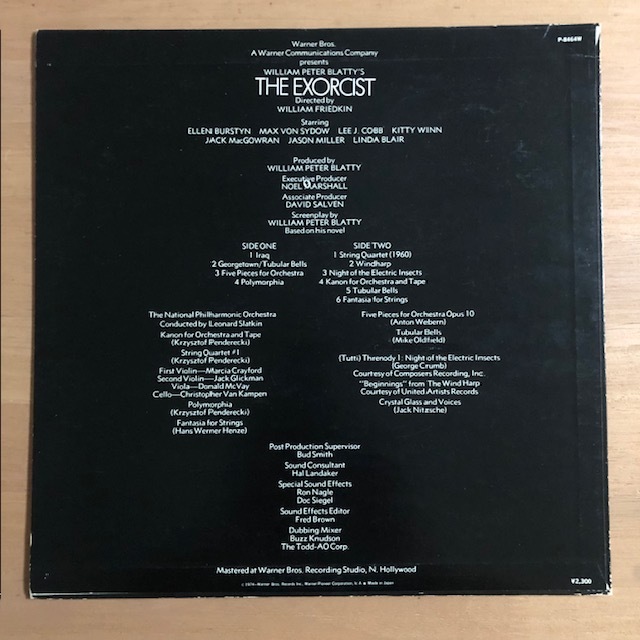 P-8464W
Warner Bros.
A Warner Communications Company
presents
WILLIAM PETER BLATTY'S
THE EXORCIST
Directed by
WILLIAM FRIEDKIN
Starring
ELLEN BURSTYN MAX VON SYDOW LEE J. COBB KITTY WINN
JACK MacGOWRAN JASON MILLER LINDA BLAIR
Produced by
WILLIAM PETER BLATTY
Executive Producer
NOEL MARSHALL
Associate Producer
DAVID SALVEN
Screenplay by
WILLIAM PETER BLATTY
Based on his novel
SIDE ONE
1 Iraq
2 Georgetown/Tubular Bells
3 Five Pieces for Orchestra
4 Polymorphia
SIDE TWO
1 String Quartet (1960)
2 Windharp
3 Night of the Electric Insects
4 Kanon for Orchestra and Tape
5 Tubular Bells
6 Fantasia for Strings
The National Philharmonic Orchestra
Conducted by Leonard Slatkin
Kanon for Orchestra and Tape
(Krzysztof Penderecki)
String Quartet #1
(Krzysztof Penderecki)
First Violin—Marcia Crayford
Second Violin—Jack Glickman
Viola—Donald McVay
Cello—Christopher Van Kampen
Polymorphia
(Krzysztof Penderecki)
Fantasia for Strings
(Hans Werner Henze)
Five Pieces for Orchestra Opus 10
(Anton Webern)
Tubular Bells
(Mike Oldfield)
(Tutti) Threnody 1: Night of the Electric Insects
(George Crumb)
Courtesy of Composers Recording, Inc.
"Beginnings" from The Wind Harp
Courtesy of United Artists Records
Crystal Glass and Voices
(Jack Nitzsche)
Post Production Supervisor
Bud Smith
Sound Consultant
Hal Landaker
Special Sound Effects
Ron Nagle
Doc Siegel
Sound Effects Editor
Fred Brown
Dubbing Mixer
Buzz Knudson
The Todd-AO Corp.
Mastered at Warner Bros. Recording Studio, N. Hollywood
c 1974—Warner Bros. Records Inc., Warner-Pioneer Corporation, Made in Japan
¥2,300